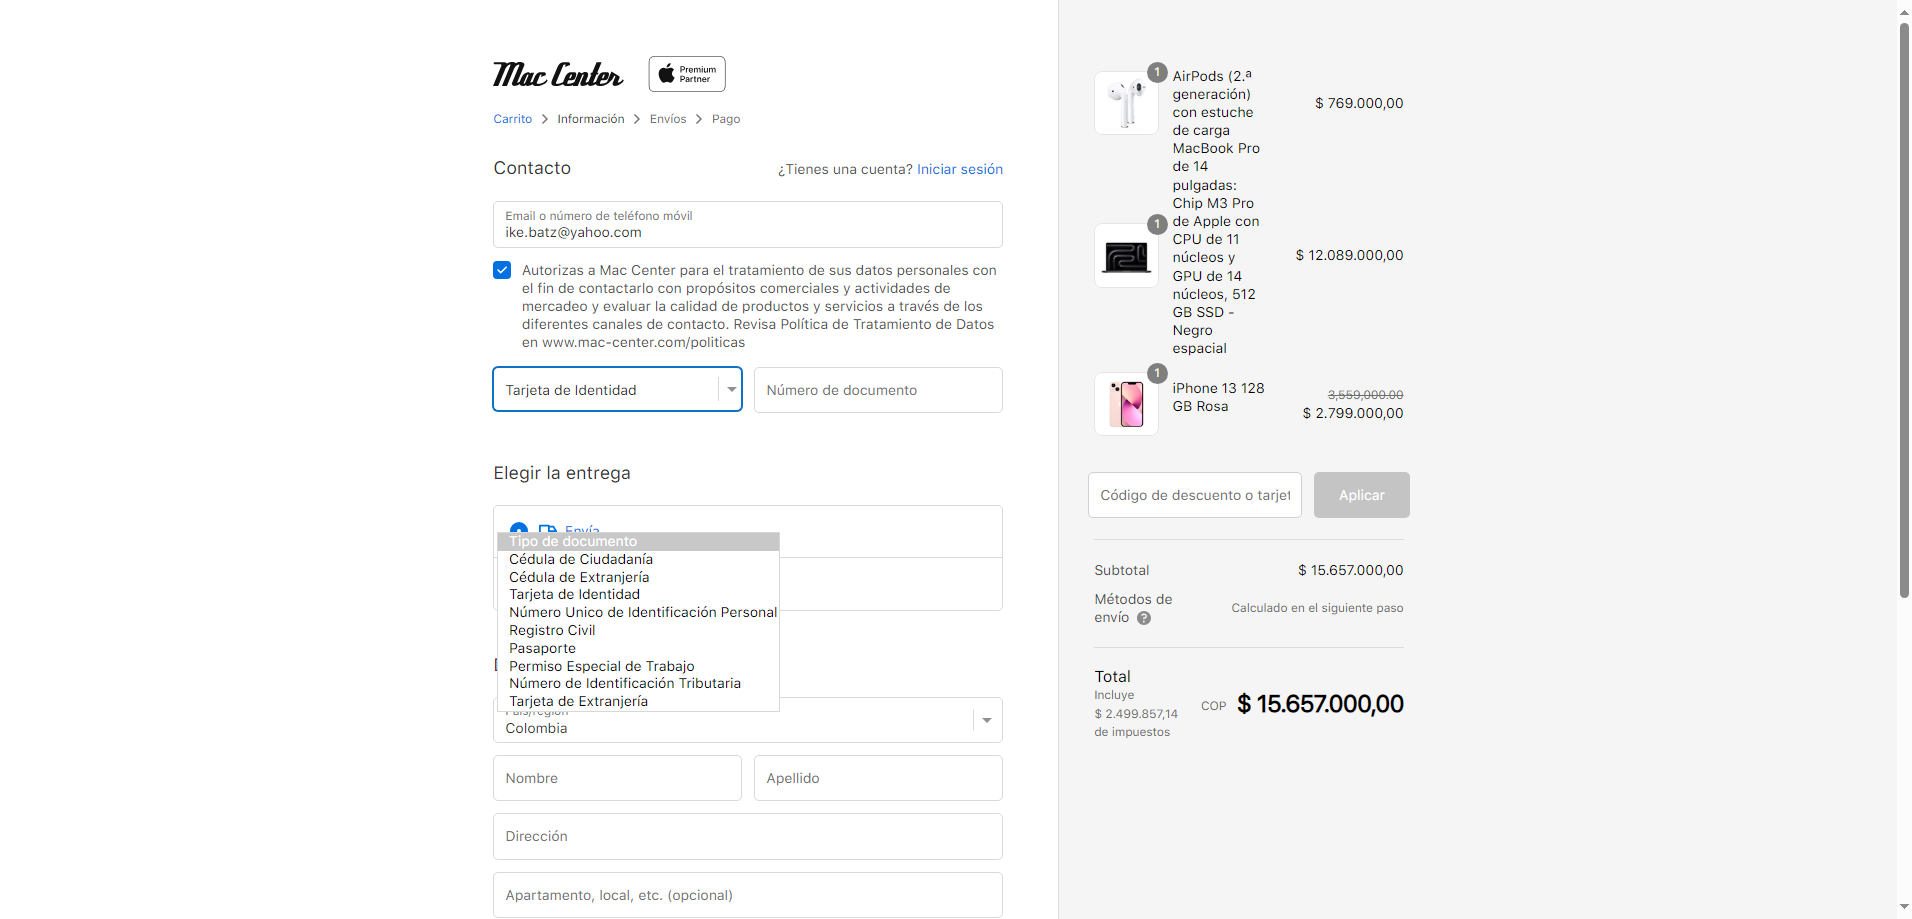 Mac Center
Premium
Partner
Carrito > Información > Envíos > Pago
Contacto
¿Tienes una cuenta? Iniciar sesión
Email o número de teléfono móvil
ike.batz@yahoo.com
Autorizas a Mac Center para el tratamiento de sus datos personales con
el fin de contactarlo con propósitos comerciales y actividades de
mercadeo y evaluar la calidad de productos y servicios a través de los
diferentes canales de contacto. Revisa Política de Tratamiento de Datos
en www.mac-center.com/politicas
Tarjeta de Identidad
Número de documento
Elegir la entrega
Envía
Tipo de documento
Cédula de Ciudadanía
Cédula de Extranjería
Tarjeta de Identidad
Número Unico de Identificación Personal
Registro Civil
Pasaporte
Permiso Especial de Trabajo
Número de Identificación Tributaria
Tarjeta de Extranjería
País/región
Colombia
Nombre
Apellido
Dirección
Apartamento, local, etc. (opcional)
1
AirPods (2.ª
generación)
con estuche
de carga
$ 769.000,00
1
MacBook Pro
de 14
pulgadas:
Chip M3 Pro
de Apple con
CPU de 11
núcleos y
GPU de 14
núcleos, 512
GB SSD -
Negro
espacial
$ 12.089.000,00
1
iPhone 13 128
GB Rosa
3,559,000.00
$ 2.799.000,00
Código de descuento o tarjet
Aplicar
Subtotal
$ 15.657.000,00
Métodos de
envío ?
Calculado en el siguiente paso
Total
Incluye
$ 2.499.857,14
de impuestos
COP $ 15.657.000,00